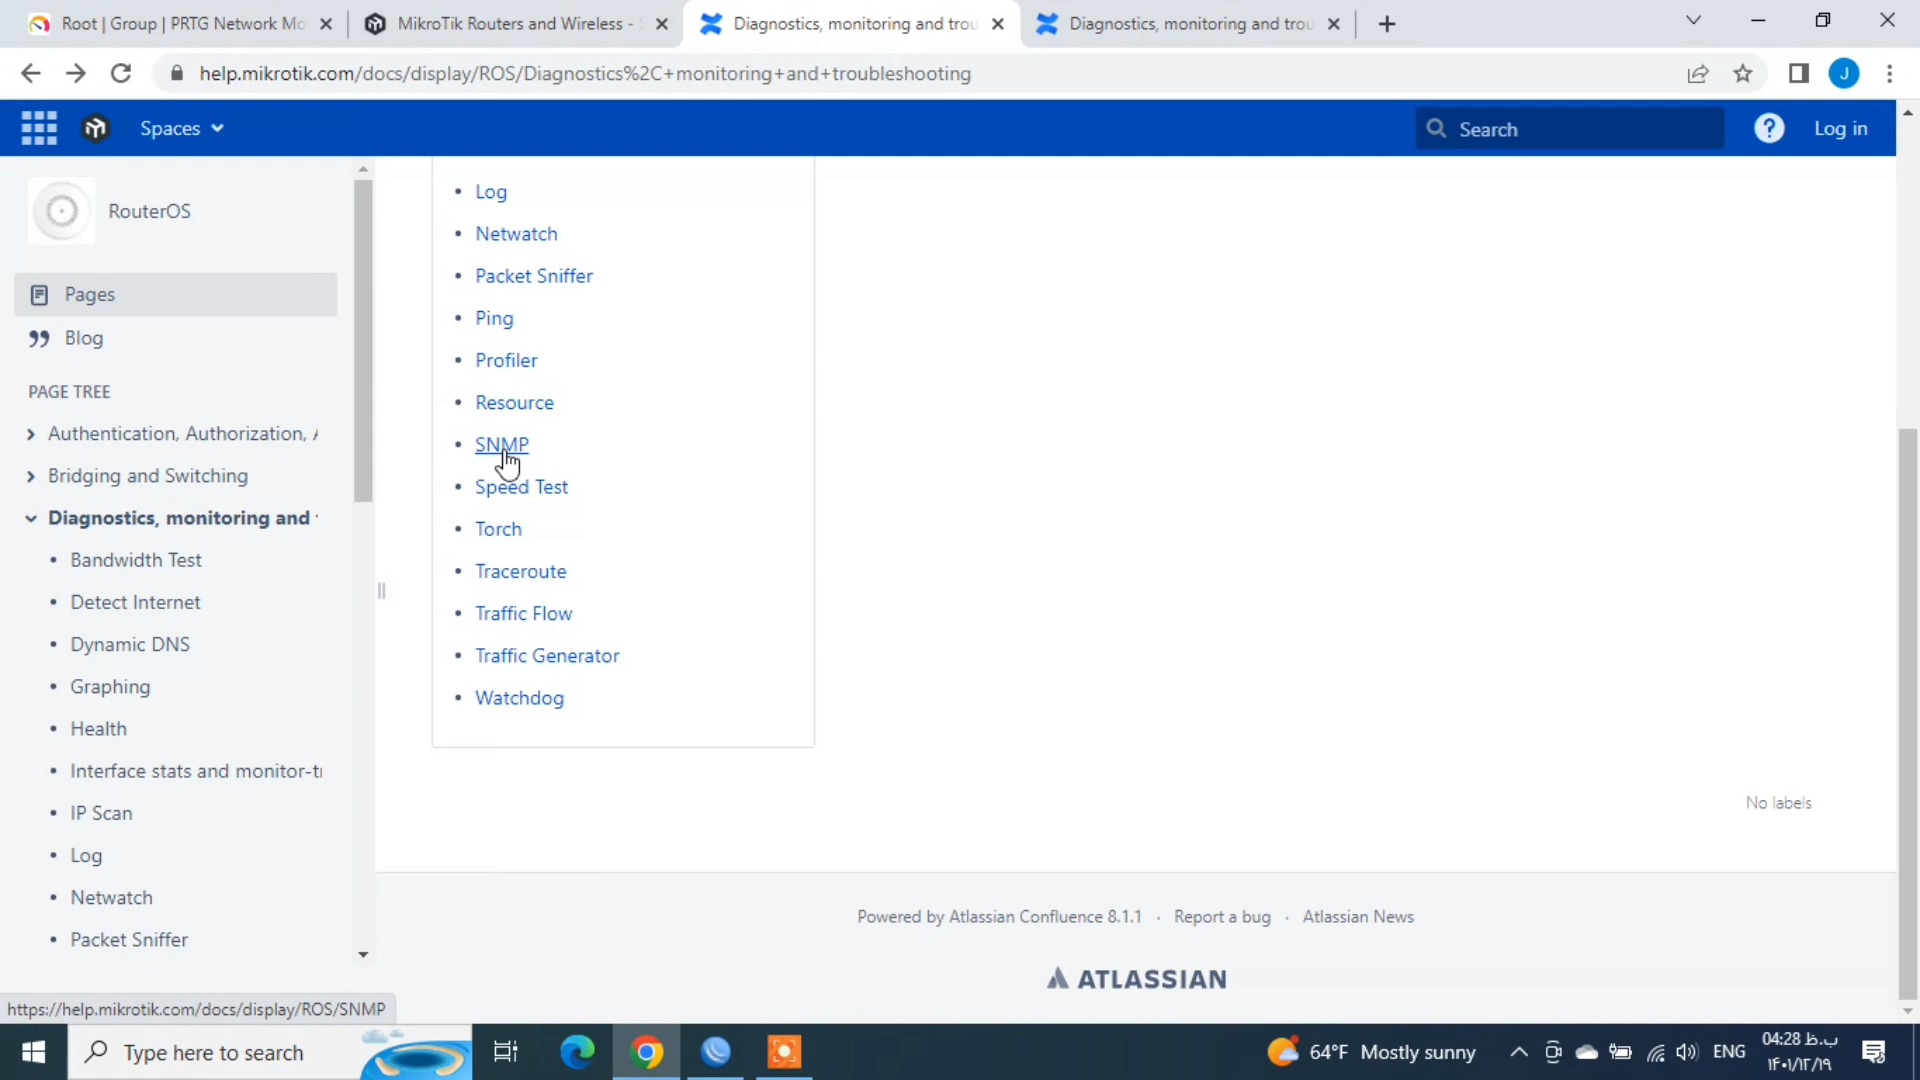 Root | Group | PRTG Network Mo
MikroTik Routers and Wireless - S
Diagnostics, monitoring and trou
Diagnostics, monitoring and trou
help.mikrotik.com/docs/display/ROS/Diagnostics%2C+monitoring+and+troubleshooting
J
Spaces
Search
Log in
RouterOS
Pages
Blog
PAGE TREE
Authentication, Authorization, A
Bridging and Switching
Diagnostics, monitoring and t
• Bandwidth Test
• Detect Internet
• Dynamic DNS
• Graphing
• Health
• Interface stats and monitor-tr
• IP Scan
• Log
• Netwatch
• Packet Sniffer
• Log
• Netwatch
• Packet Sniffer
• Ping
• Profiler
• Resource
• SNMP
• Speed Test
• Torch
• Traceroute
• Traffic Flow
• Traffic Generator
• Watchdog
No labels
Powered by Atlassian Confluence 8.1.1 · Report a bug · Atlassian News
ATLASSIAN
https://help.mikrotik.com/docs/display/ROS/SNMP
Type here to search
64°F Mostly sunny
ENG
04:28 ب.ظ
۱۴۰۱/۱۲/۱۹